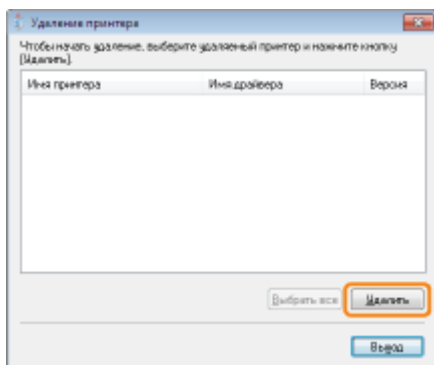 Удаление принтера
Чтобы начать удаление, выберите удаляемый принтер и нажмите кнопку
[Удалить].
Имя принтера Имя драйвера Версия
Выбрать все Удалить
Выход